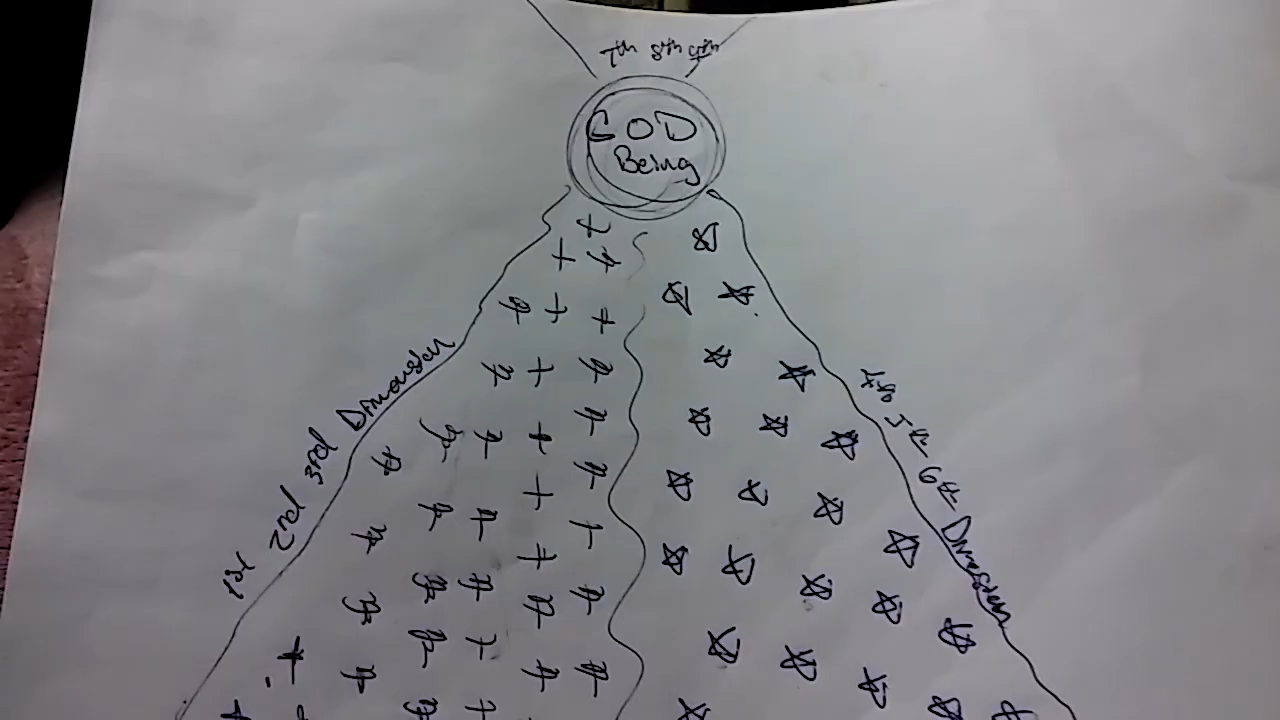 7th 8th 9th
GOD
Being
1st 2nd 3rd Dimension
4th 5th 6th Dimension